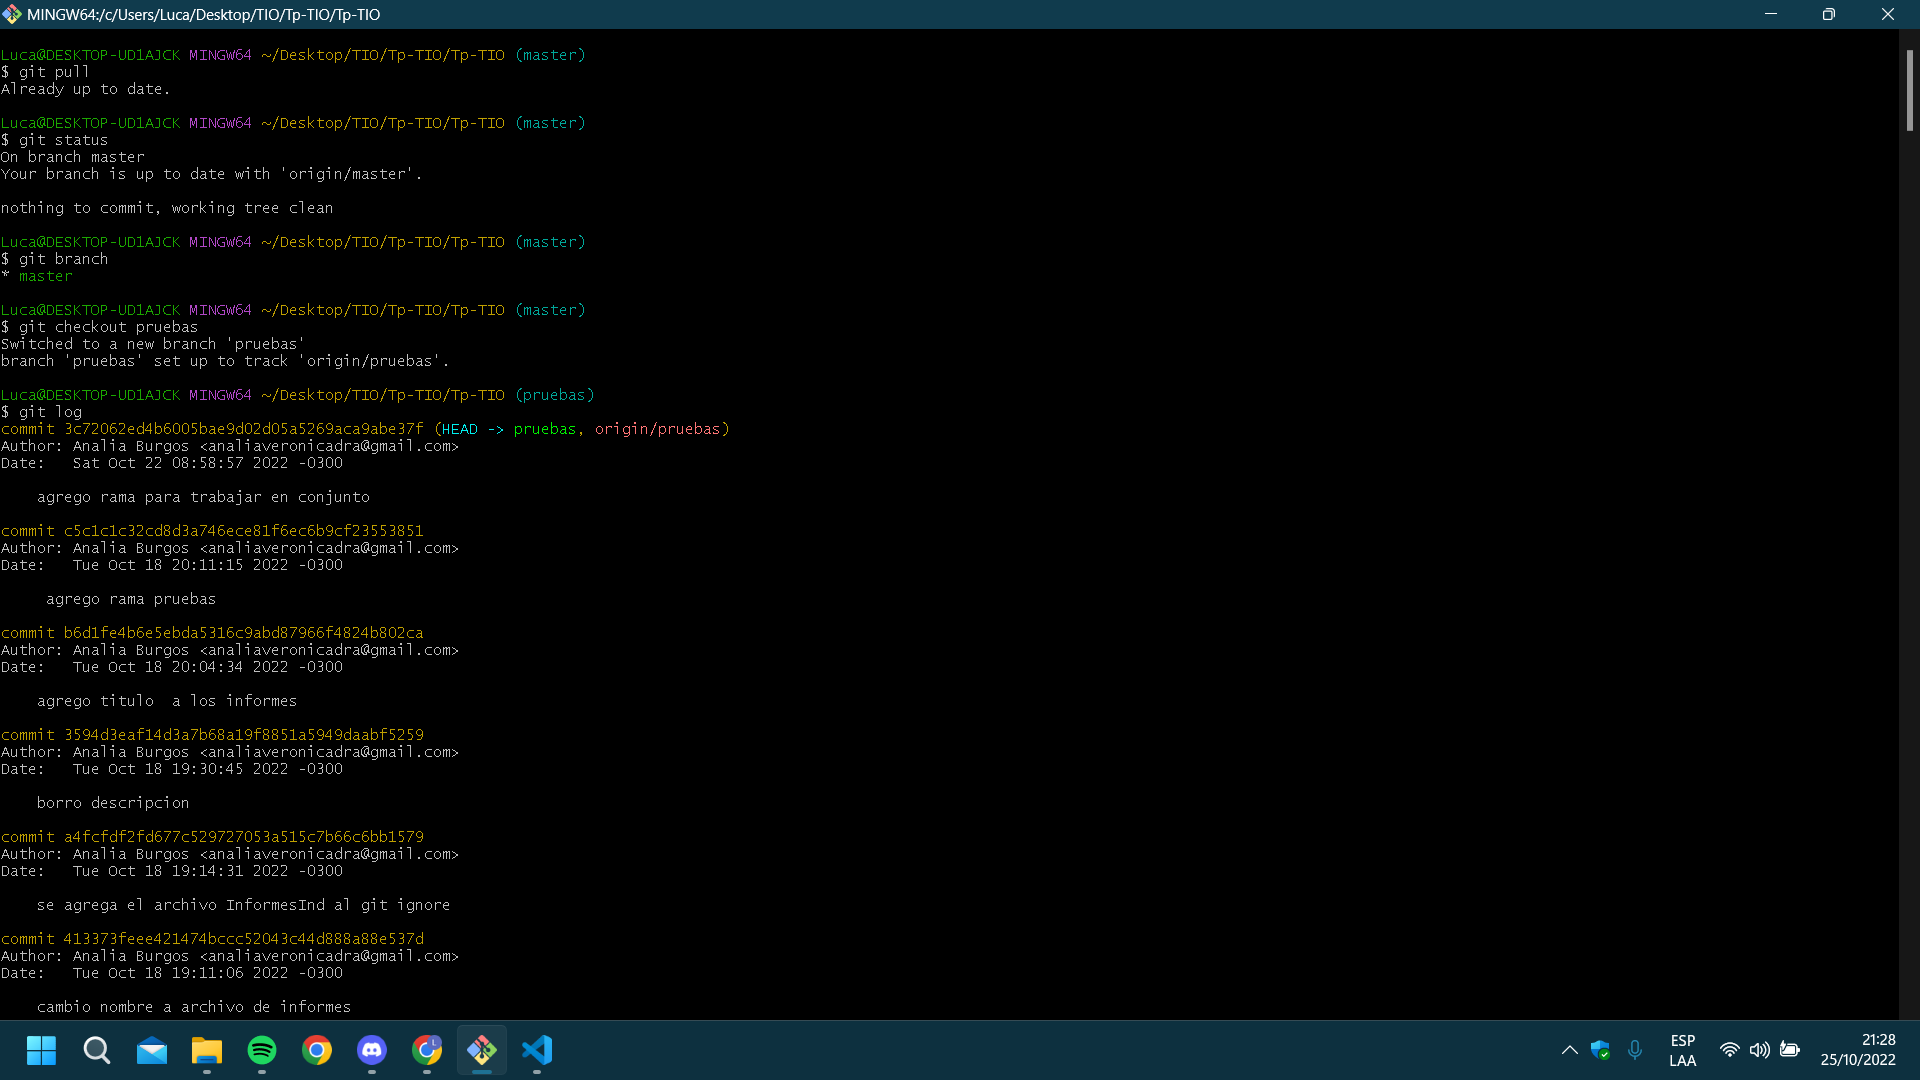 MINGW64:/c/Users/Luca/Desktop/TIO/Tp-TIO/Tp-TIO
Luca@DESKTOP-UD1AJCK MINGW64 ~/Desktop/TIO/Tp-TIO/Tp-TIO (master)
$ git pull
Already up to date.
Luca@DESKTOP-UD1AJCK MINGW64 ~/Desktop/TIO/Tp-TIO/Tp-TIO (master)
$ git status
On branch master
Your branch is up to date with 'origin/master'.
nothing to commit, working tree clean
Luca@DESKTOP-UD1AJCK MINGW64 ~/Desktop/TIO/Tp-TIO/Tp-TIO (master)
$ git branch
* master
Luca@DESKTOP-UD1AJCK MINGW64 ~/Desktop/TIO/Tp-TIO/Tp-TIO (master)
$ git checkout pruebas
Switched to a new branch 'pruebas'
branch 'pruebas' set up to track 'origin/pruebas'.
Luca@DESKTOP-UD1AJCK MINGW64 ~/Desktop/TIO/Tp-TIO/Tp-TIO (pruebas)
$ git log
commit 3c72062ed4b6005bae9d02d05a5269aca9abe37f (HEAD -> pruebas, origin/pruebas)
Author: Analia Burgos <analiaveronicadra@gmail.com>
Date:   Sat Oct 22 08:58:57 2022 -0300
agrego rama para trabajar en conjunto
commit c5c1c1c32cd8d3a746ece81f6ec6b9cf23553851
Author: Analia Burgos <analiaveronicadra@gmail.com>
Date:   Tue Oct 18 20:11:15 2022 -0300
agrego rama pruebas
commit b6d1fe4b6e5ebda5316c9abd87966f4824b802ca
Author: Analia Burgos <analiaveronicadra@gmail.com>
Date:   Tue Oct 18 20:04:34 2022 -0300
agrego titulo  a los informes
commit 3594d3eaf14d3a7b68a19f8851a5949daabf5259
Author: Analia Burgos <analiaveronicadra@gmail.com>
Date:   Tue Oct 18 19:30:45 2022 -0300
borro descripcion
commit a4fcfdf2fd677c529727053a515c7b66c6bb1579
Author: Analia Burgos <analiaveronicadra@gmail.com>
Date:   Tue Oct 18 19:14:31 2022 -0300
se agrega el archivo InformesInd al git ignore
commit 413373feee421474bccc52043c44d888a88e537d
Author: Analia Burgos <analiaveronicadra@gmail.com>
Date:   Tue Oct 18 19:11:06 2022 -0300
cambio nombre a archivo de informes
ESP
LAA
21:28
25/10/2022